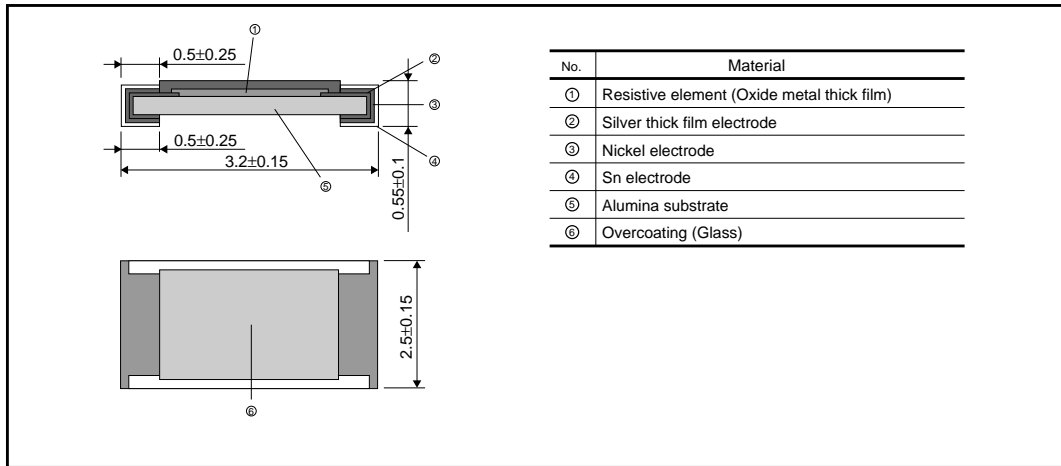 ①
0.5±0.25
②
③
0.5±0.25
④
3.2±0.15
⑤
0.55±0.1
2.5±0.15
⑥
No. Material
① Resistive element (Oxide metal thick film)
② Silver thick film electrode
③ Nickel electrode
④ Sn electrode
⑤ Alumina substrate
⑥ Overcoating (Glass)